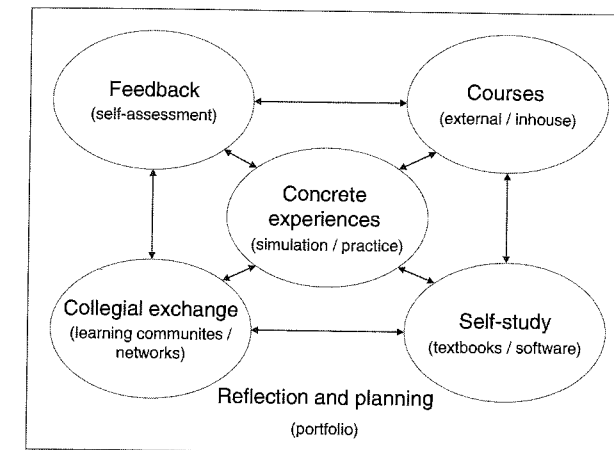 Feedback
(self-assessment)
Courses
(external / inhouse)
Concrete
experiences
(simulation / practice)
Collegial exchange
(learning communites /
networks)
Self-study
(textbooks / software)
Reflection and planning
(portfolio)